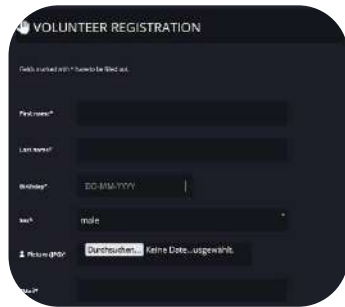 VOLUNTEER REGISTRATION
Fields marked with * have to be filled out.
First name*
Last name*
Birthday*
DD-MM-YYYY
Sex*
male
Picture (JPG)*
Durchsuchen... Keine Date...usgewählt.